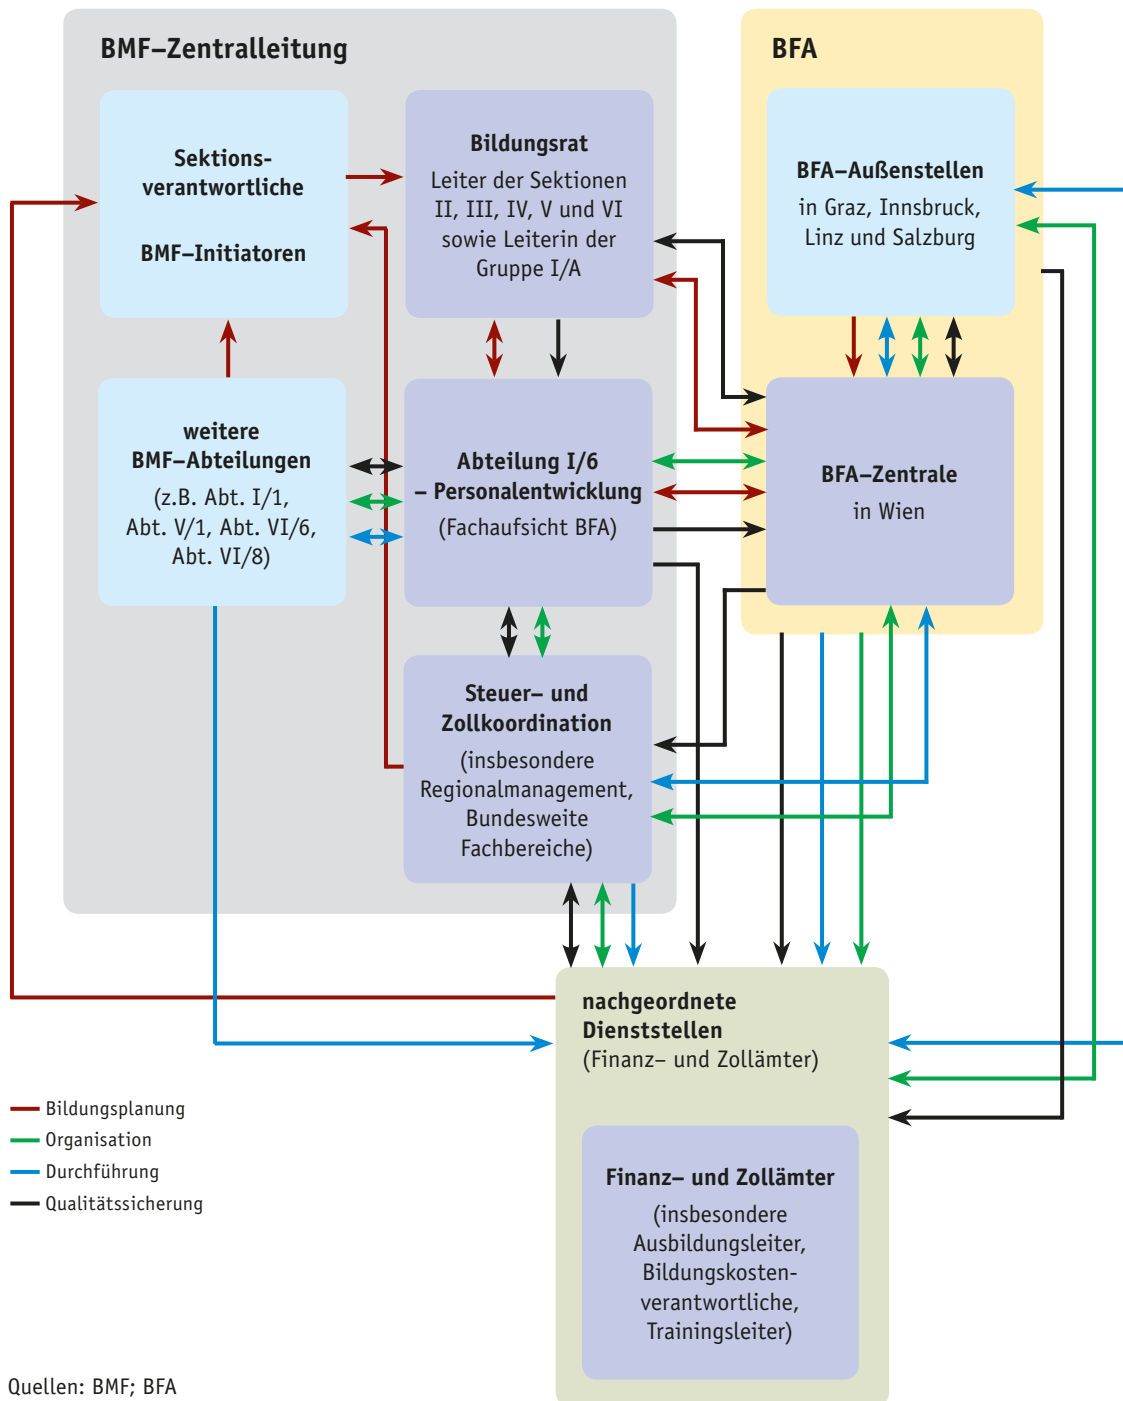 BMF–Zentralleitung
Sektions-
verantwortliche
BMF–Initiatoren
Bildungsrat
Leiter der Sektionen
II, III, IV, V und VI
sowie Leiterin der
Gruppe I/A
weitere
BMF–Abteilungen
(z.B. Abt. I/1,
Abt. V/1, Abt. VI/6,
Abt. VI/8)
Abteilung I/6
– Personalentwicklung
(Fachaufsicht BFA)
Steuer– und
Zollkoordination
(insbesondere
Regionalmanagement,
Bundesweite
Fachbereiche)
BFA
BFA–Außenstellen
in Graz, Innsbruck,
Linz und Salzburg
BFA–Zentrale
in Wien
nachgeordnete
Dienststellen
(Finanz– und Zollämter)
Finanz– und Zollämter
(insbesondere
Ausbildungsleiter,
Bildungskosten-
verantwortliche,
Trainingsleiter)
Bildungsplanung
Organisation
Durchführung
Qualitätssicherung
Quellen: BMF; BFA